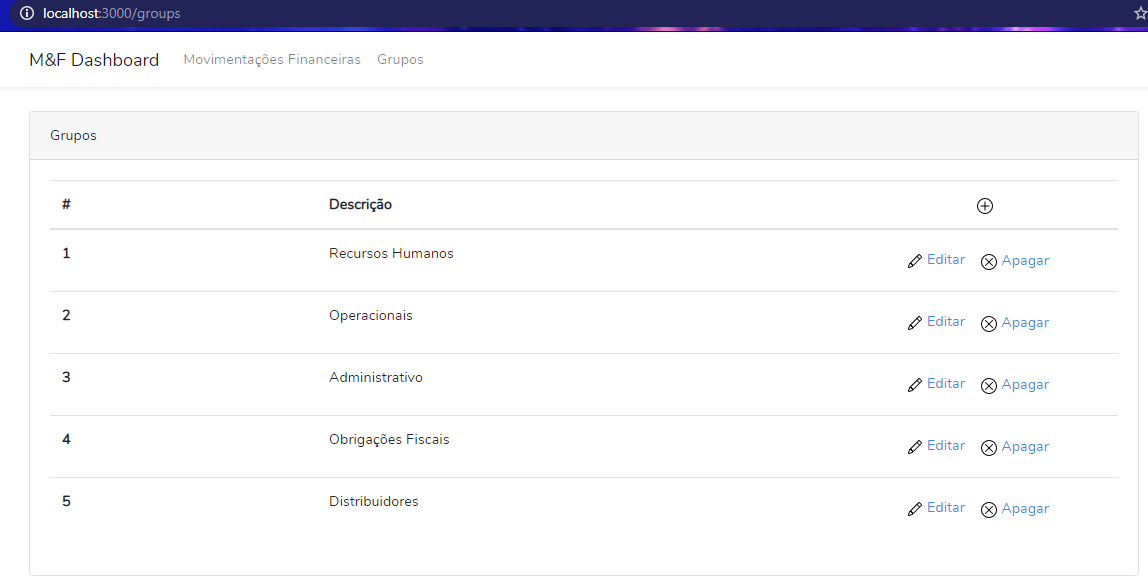 localhost:3000/groups
M&F Dashboard Movimentações Financeiras Grupos
Grupos
# Descrição
1 Recursos Humanos Editar Apagar
2 Operacionais Editar Apagar
3 Administrativo Editar Apagar
4 Obrigações Fiscais Editar Apagar
5 Distribuidores Editar Apagar